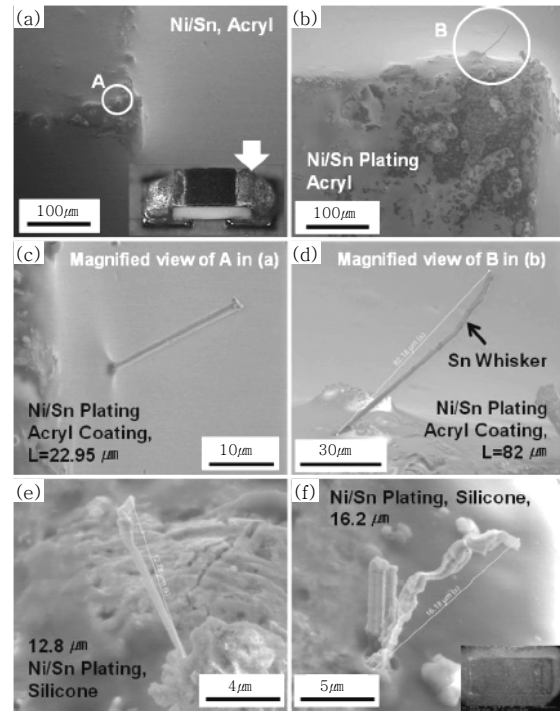 (a)
Ni/Sn, Acryl
A
100㎛
(b)
B
Ni/Sn Plating
Acryl
100㎛
(c)
Magnified view of A in (a)
Ni/Sn Plating
Acryl Coating,
L=22.95 ㎛
10㎛
(d)
Magnified view of B in (b)
Sn Whisker
Ni/Sn Plating
Acryl Coating,
L=82 ㎛
30㎛
(e)
12.8 ㎛
Ni/Sn Plating,
Silicone
4㎛
(f)
Ni/Sn Plating, Silicone,
16.2 ㎛
5㎛